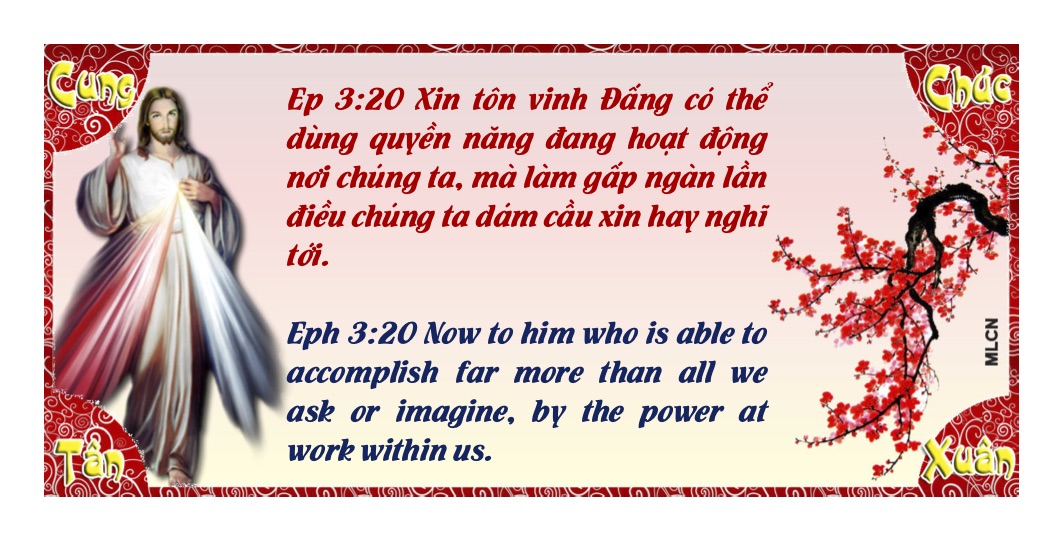 Cung
Chúc
Ep 3:20 Xin tôn vinh Đấng có thể
dùng quyền năng đang hoạt động
nơi chúng ta, mà làm gấp ngàn lần
điều chúng ta dám cầu xin hay nghĩ
tới.
Eph 3:20 Now to him who is able to
accomplish far more than all we
ask or imagine, by the power at
work within us.
MLCN
Tân
Xuân